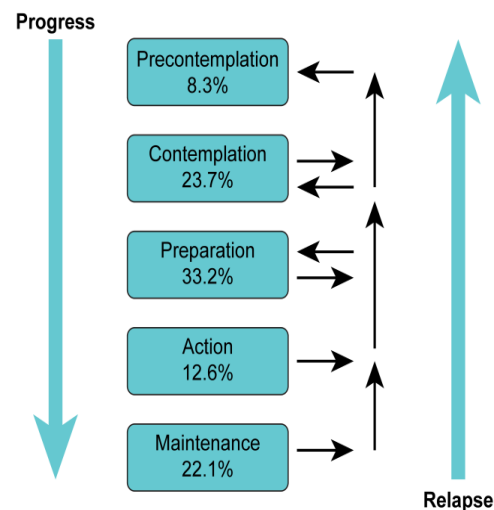 Progress
Precontemplation
8.3%
Contemplation
23.7%
Preparation
33.2%
Action
12.6%
Maintenance
22.1%
Relapse